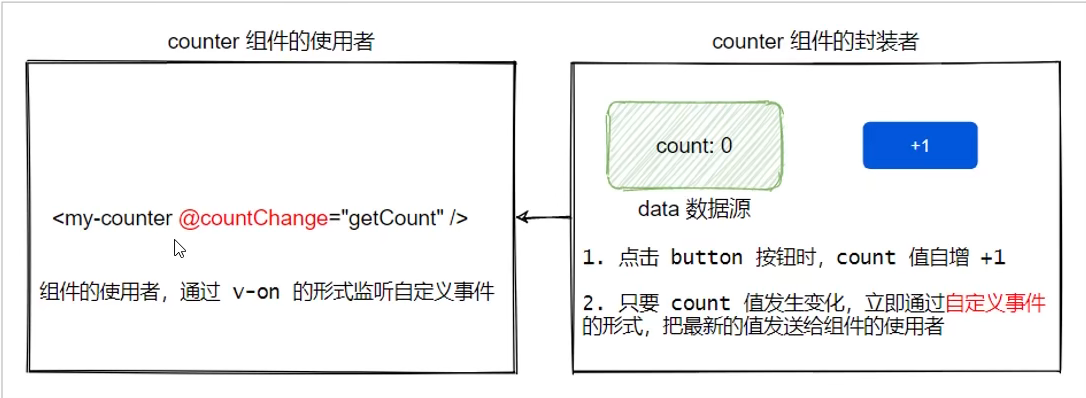 counter 组件的使用者
<my-counter @countChange="getCount" />
组件的使用者，通过 v-on 的形式监听自定义事件
counter 组件的封装者
count: 0
+1
data 数据源
1. 点击 button 按钮时，count 值自增 +1
2. 只要 count 值发生变化，立即通过自定义事件
的形式，把最新的值发送给组件的使用者